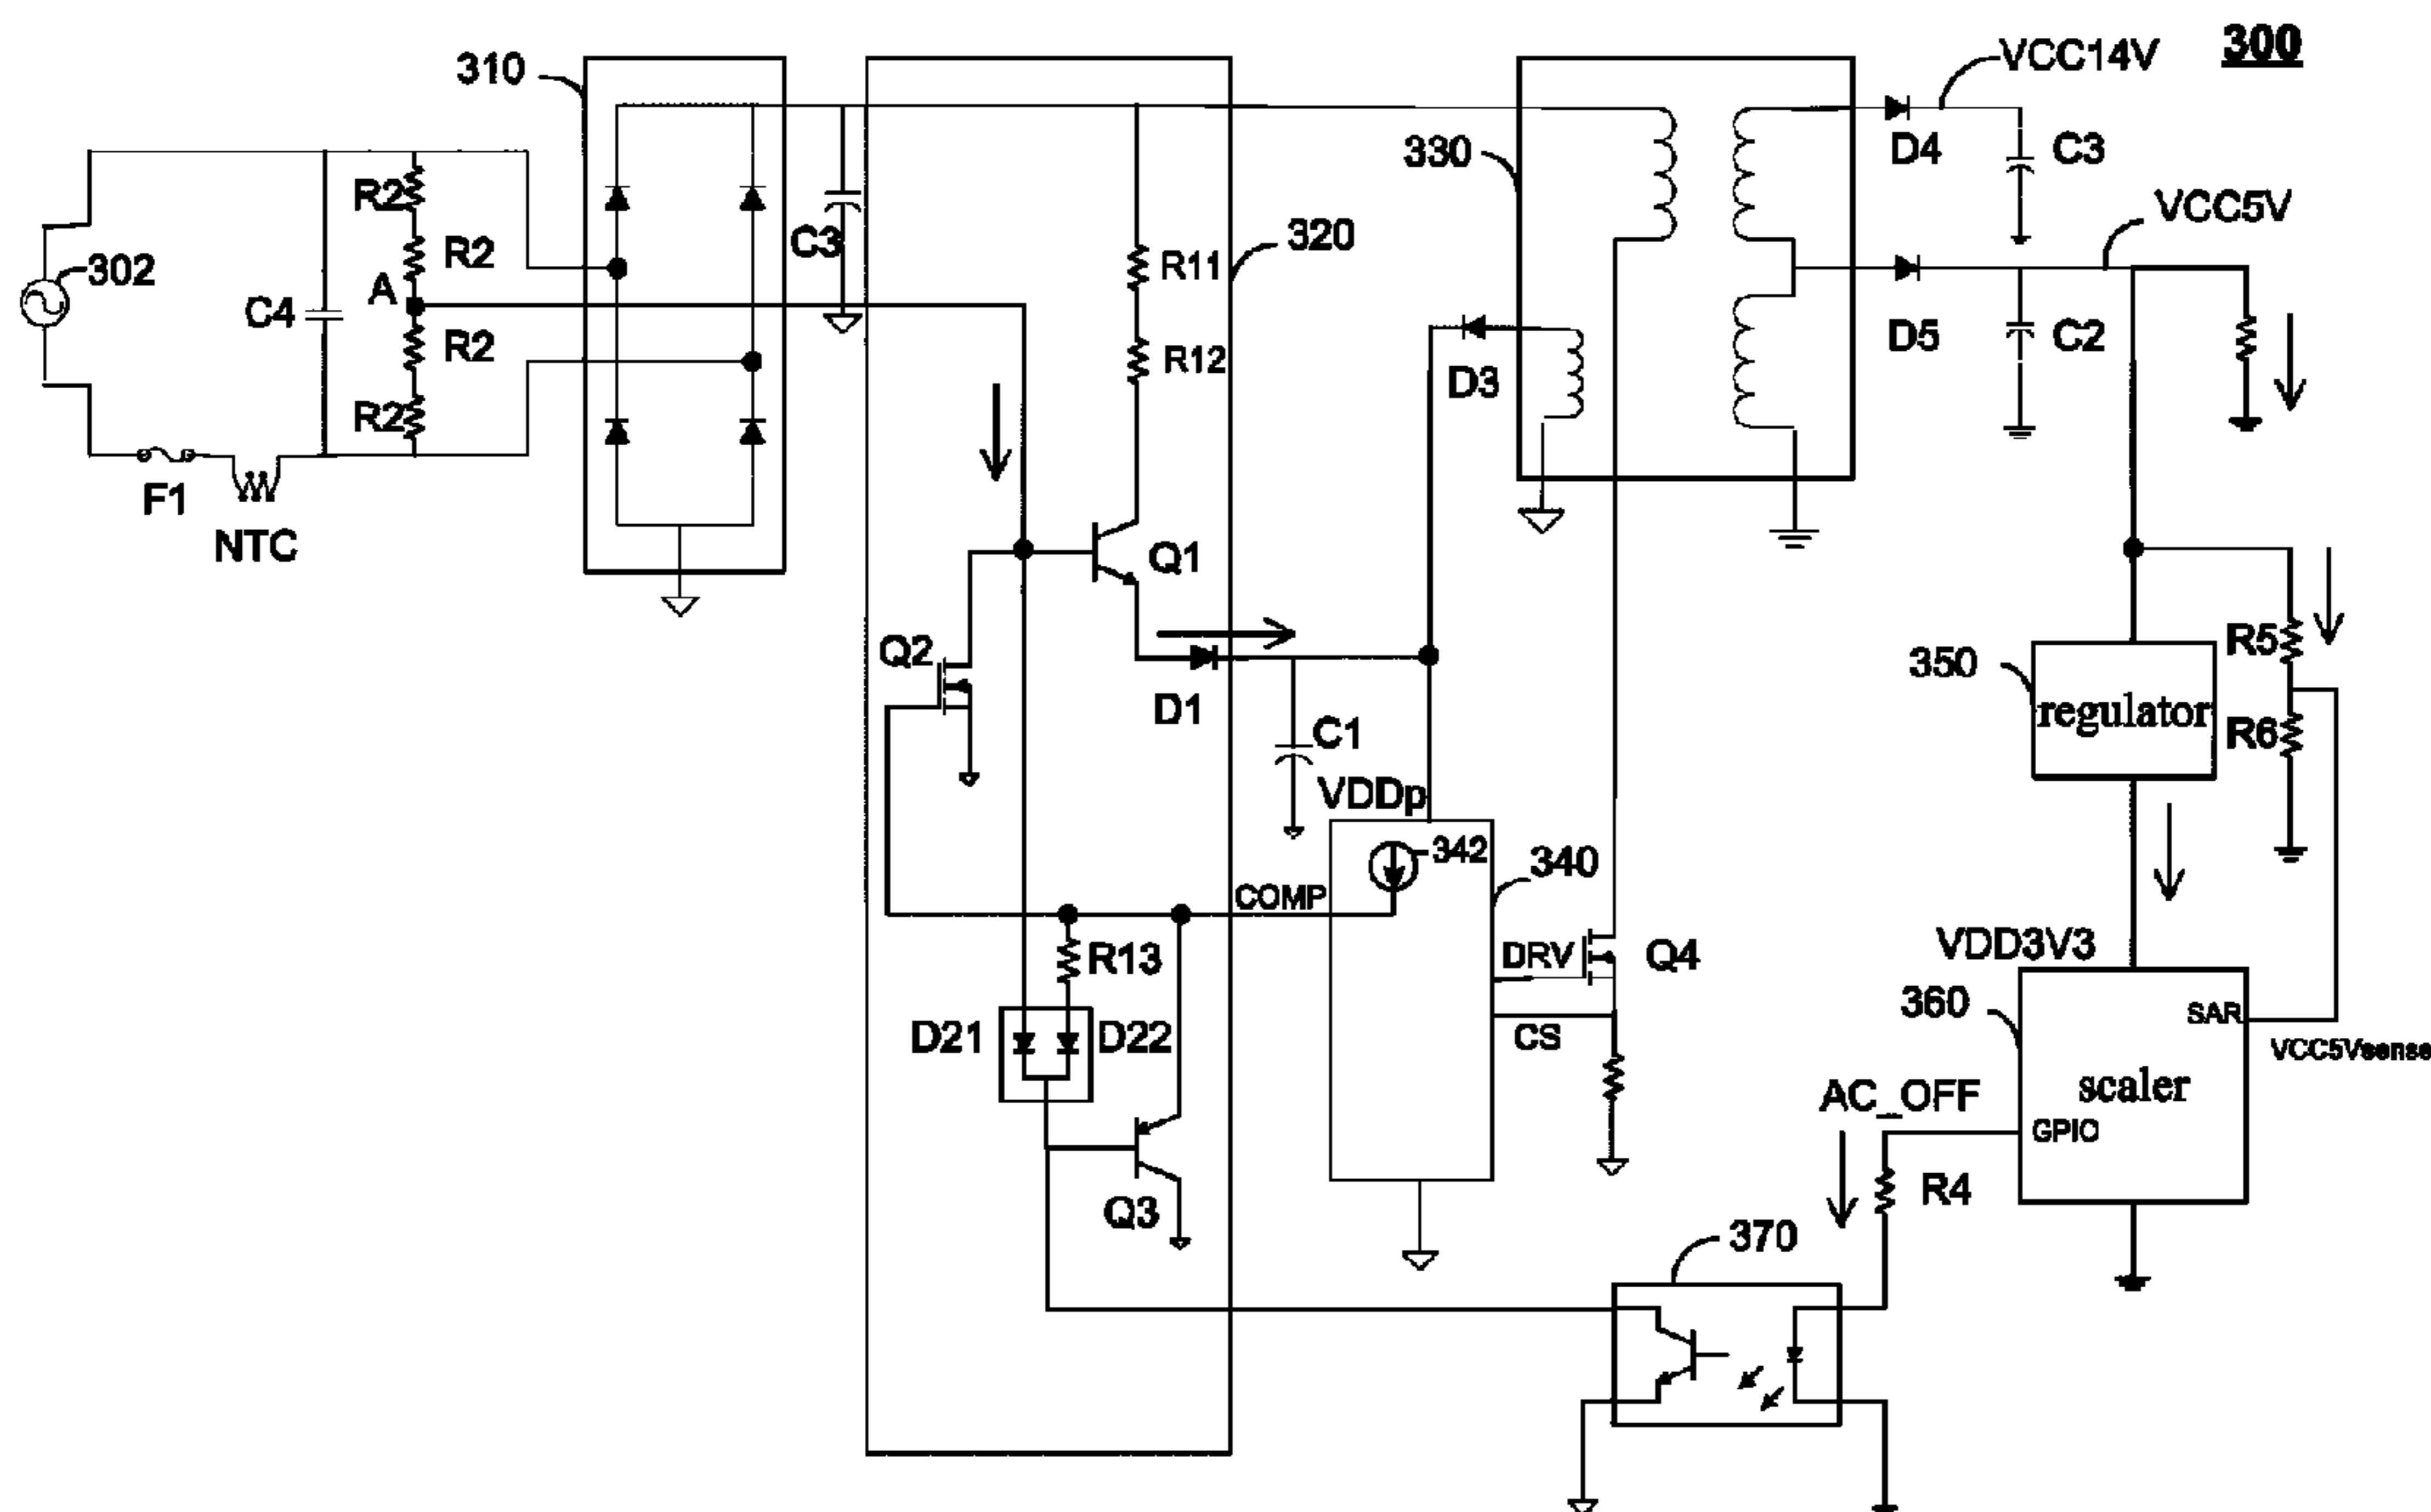 300
VCC14V
310
330
D4
C3
R2
R2
A
302
C4
R2
R2
F1
NTC
C3
320
R11
R12
VCC5V
D3
D5
C2
Q1
Q2
D1
C1
VDDp
350
regulator
R5
R6
342
340
COMP
R13
DRV
Q4
CS
D21
D22
Q3
VDD3V3
360
SAR
VCC5Vsense
scaler
GPIO
AC_OFF
R4
370